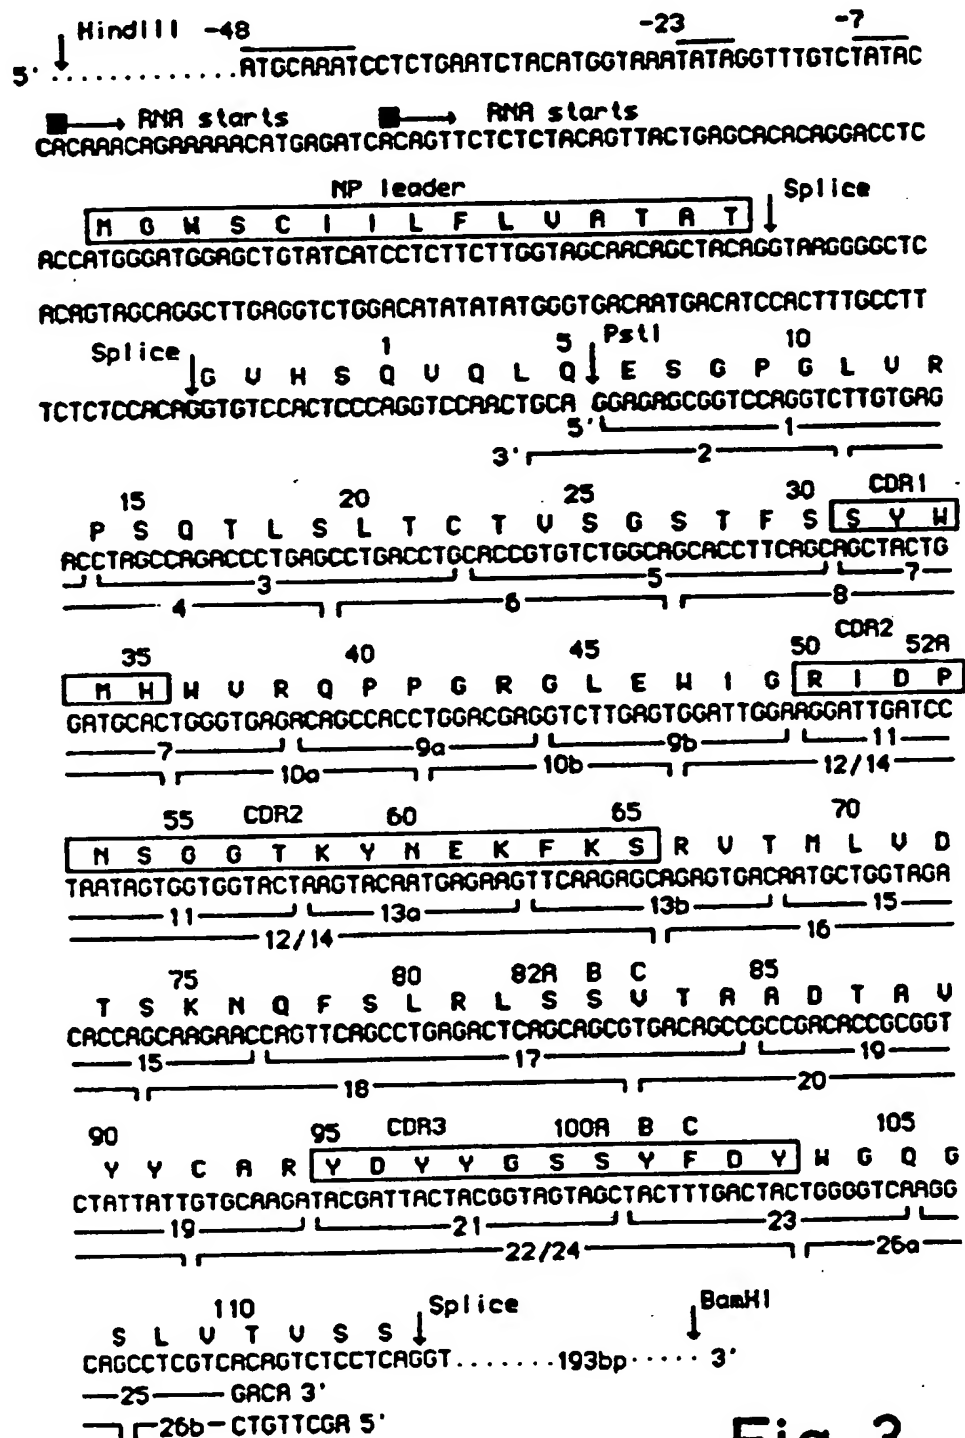 HindIII -48 -23 -7
5' .............ATGCAAATCCTCTGAATCTACATGGTAAATATAGGTTTGTCTATAC
RNA starts RNA starts
CACAAACAGAAAAACATGAGATCACAGTTCTCTCTACAGTTACTGAGCACACAGGACCTC
NP leader Splice
M G W S C I I L F L V A T A T
ACCATGGGATGGAGCTGTATCATCCTCTTCTTGGTAGCAACAGCTACAGGTAAGGGGCTC
ACAGTAGCAGGCTTGAGGTCTGGACATATATATGGGTGACAATGACATCCACTTTGCCTT
Splice 1 5 PstI 10
G V H S Q V Q L Q E S G P G L V R
TCTCTCCACAGGTGTCCACTCCCAGGTCCAACTGCA GGAGAGCGGTCCAGGTCTTGTGAG
5' 1
3' 2
15 20 25 30 CDR1
P S Q T L S L T C T V S G S T F S S Y W
ACCTAGCCAGACCCTGAGCCTGACCTGCACCGTGTCTGGCAGCACCTTCAGCAGCTACTG
3 5 7
4 6 8
35 40 45 50 CDR2 52A
M H W V R Q P P G R G L E W I G R I D P
GATGCACTGGGTGAGACAGCCACCTGGACGAGGTCTTGAGTGGATTGGAAGGATTGATCC
7 9a 9b 11
10a 10b 12/14
55 CDR2 60 65 70
N S G G T K Y N E K F K S R V T M L V D
TAATAGTGGTGGTACTAAGTACAATGAGAAGTTCAAGAGCAGAGTGACAATGCTGGTAGA
11 13a 13b 15
12/14 16
75 80 82A B C 85
T S K N Q F S L R L S S V T A A D T A V
CACCAGCAAGAACCAGTTCAGCCTGAGACTCAGCAGCGTGACAGCCGCCGACACCGCGGT
15 17 19
18 20
90 95 CDR3 100A B C 105
Y Y C A R Y D Y Y G S S Y F D Y W G Q G
CTATTATTGTGCAAGATACGATTACTACGGTAGTAGCTACTTTGACTACTGGGGTCAAGG
19 21 23
22/24 26a
110 Splice BamHI
S L V T V S S
CAGCCTCGTCACAGTCTCCTCAGGT.......193bp..... 3'
25 GACA 3'
26b CTGTTCGA 5'
Fig. 3